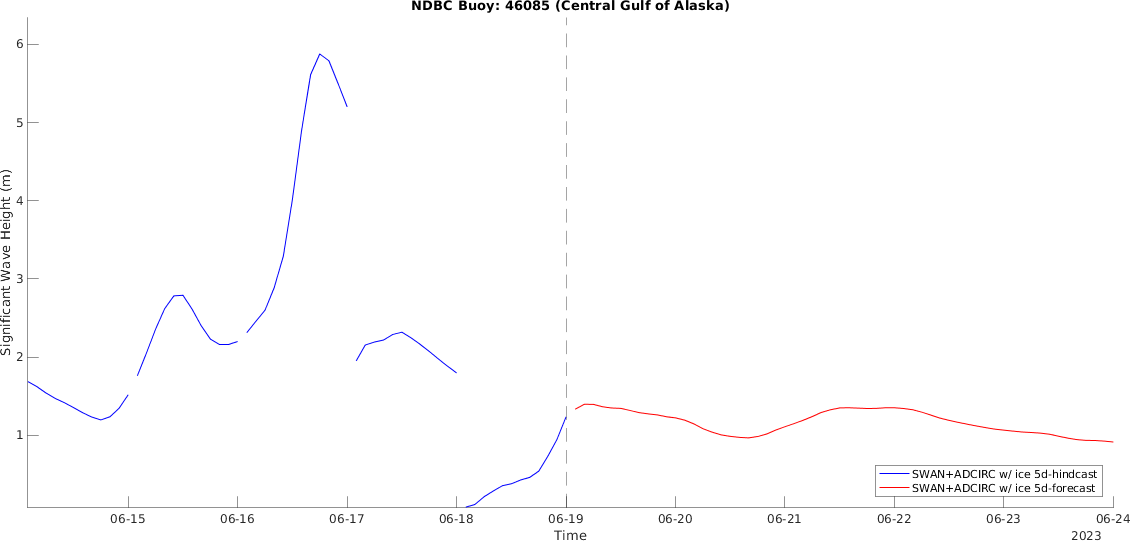 NDBC Buoy: 46085 (Central Gulf of Alaska)
Significant Wave Height (m)
6
5
4
3
2
1
SWAN+ADCIRC w/ ice 5d-hindcast
SWAN+ADCIRC w/ ice 5d-forecast
06-15 06-16 06-17 06-18 06-19 06-20 06-21 06-22 06-23 06-24
Time
2023